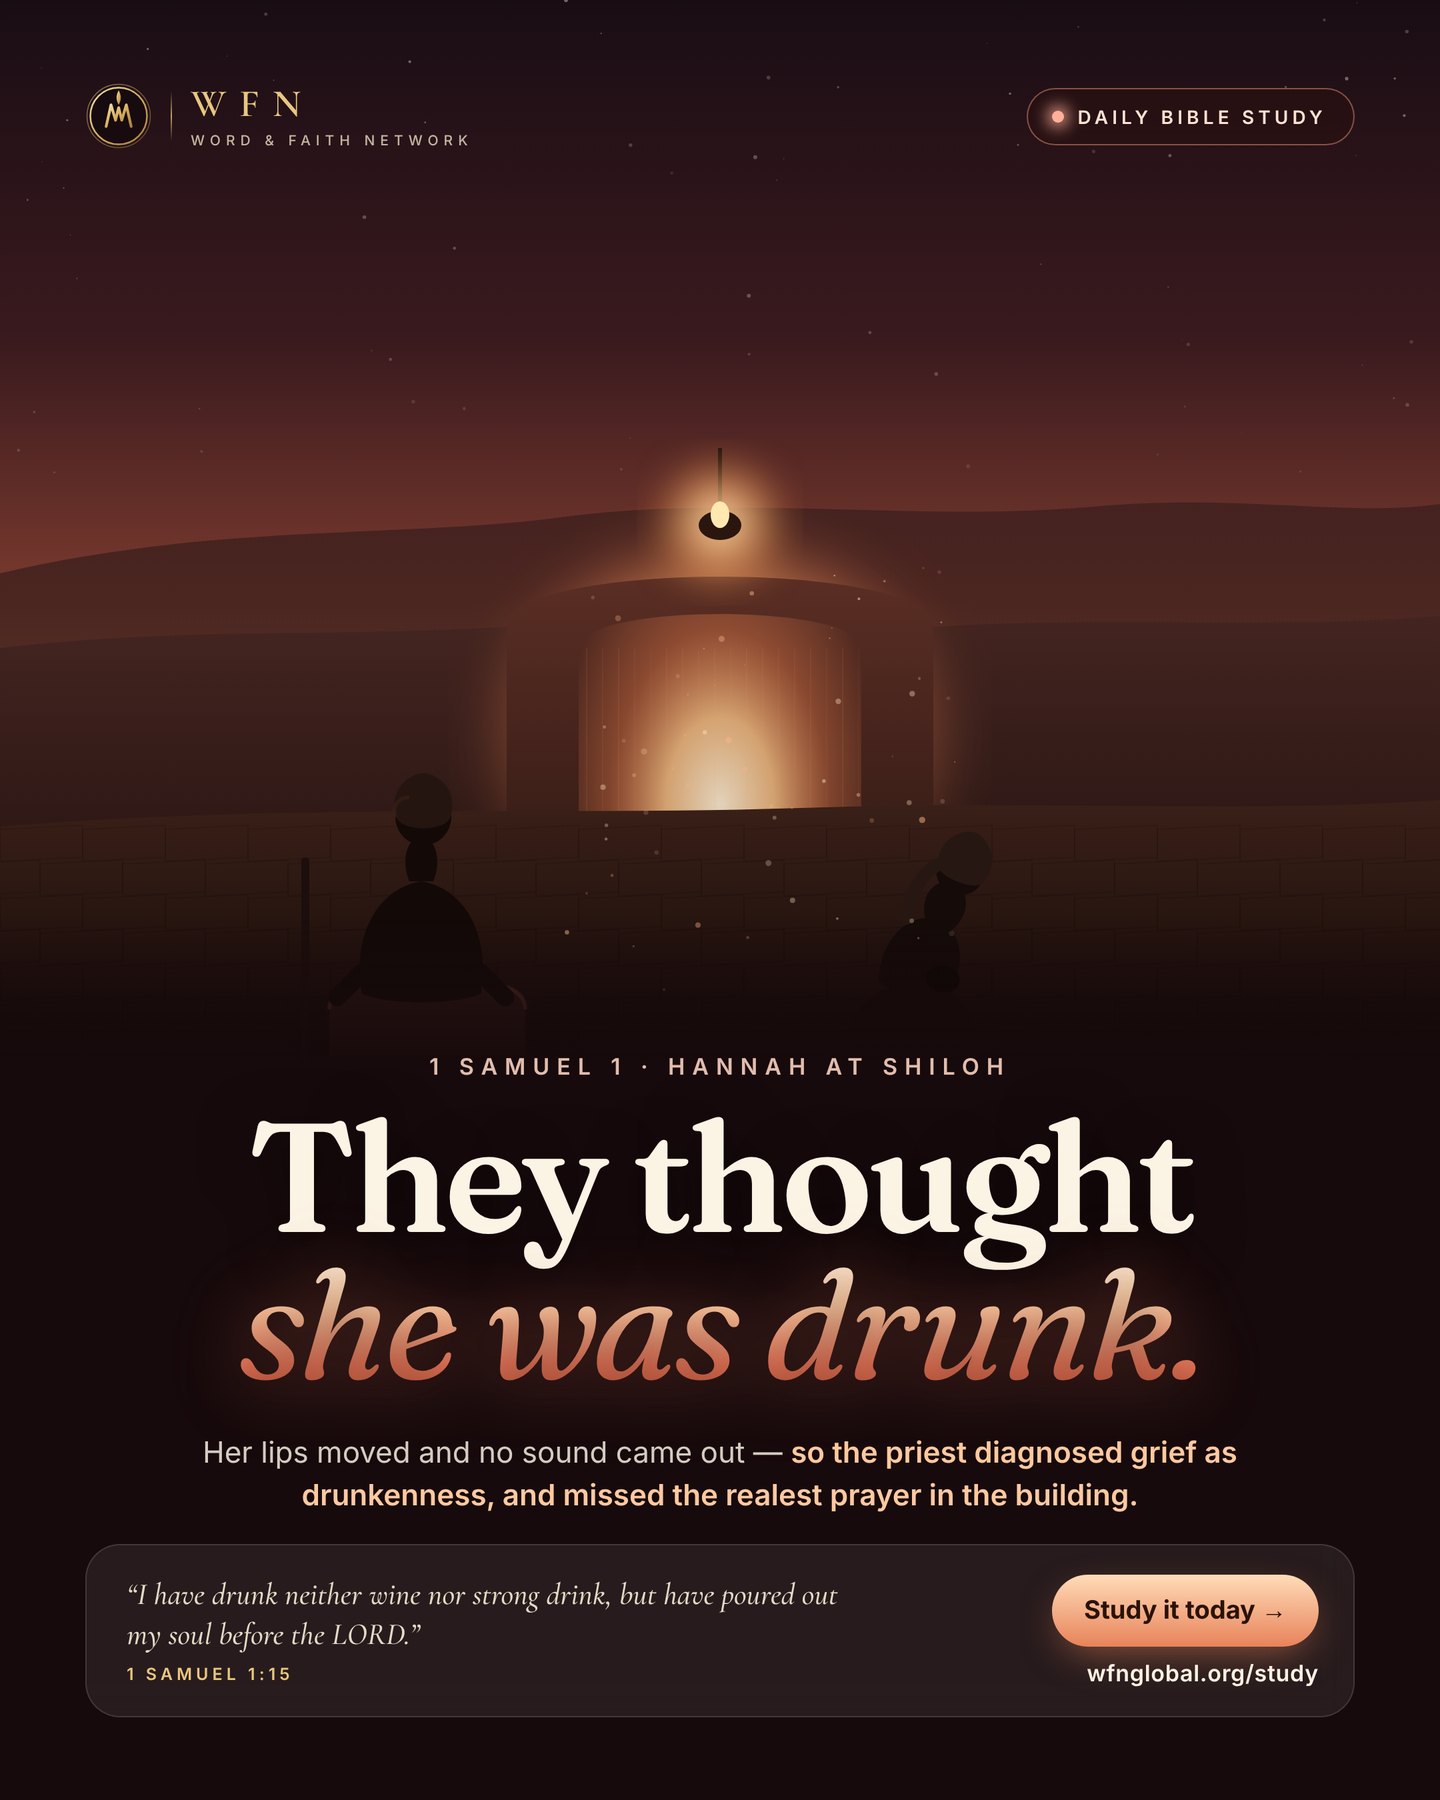 WFN
WORD & FAITH NETWORK
DAILY BIBLE STUDY
1 SAMUEL 1 · HANNAH AT SHILOH
They thought
she was drunk.
Her lips moved and no sound came out — so the priest diagnosed grief as
drunkenness, and missed the realest prayer in the building.
“I have drunk neither wine nor strong drink, but have poured out
my soul before the LORD.”
1 SAMUEL 1:15
Study it today →
wfnglobal.org/study